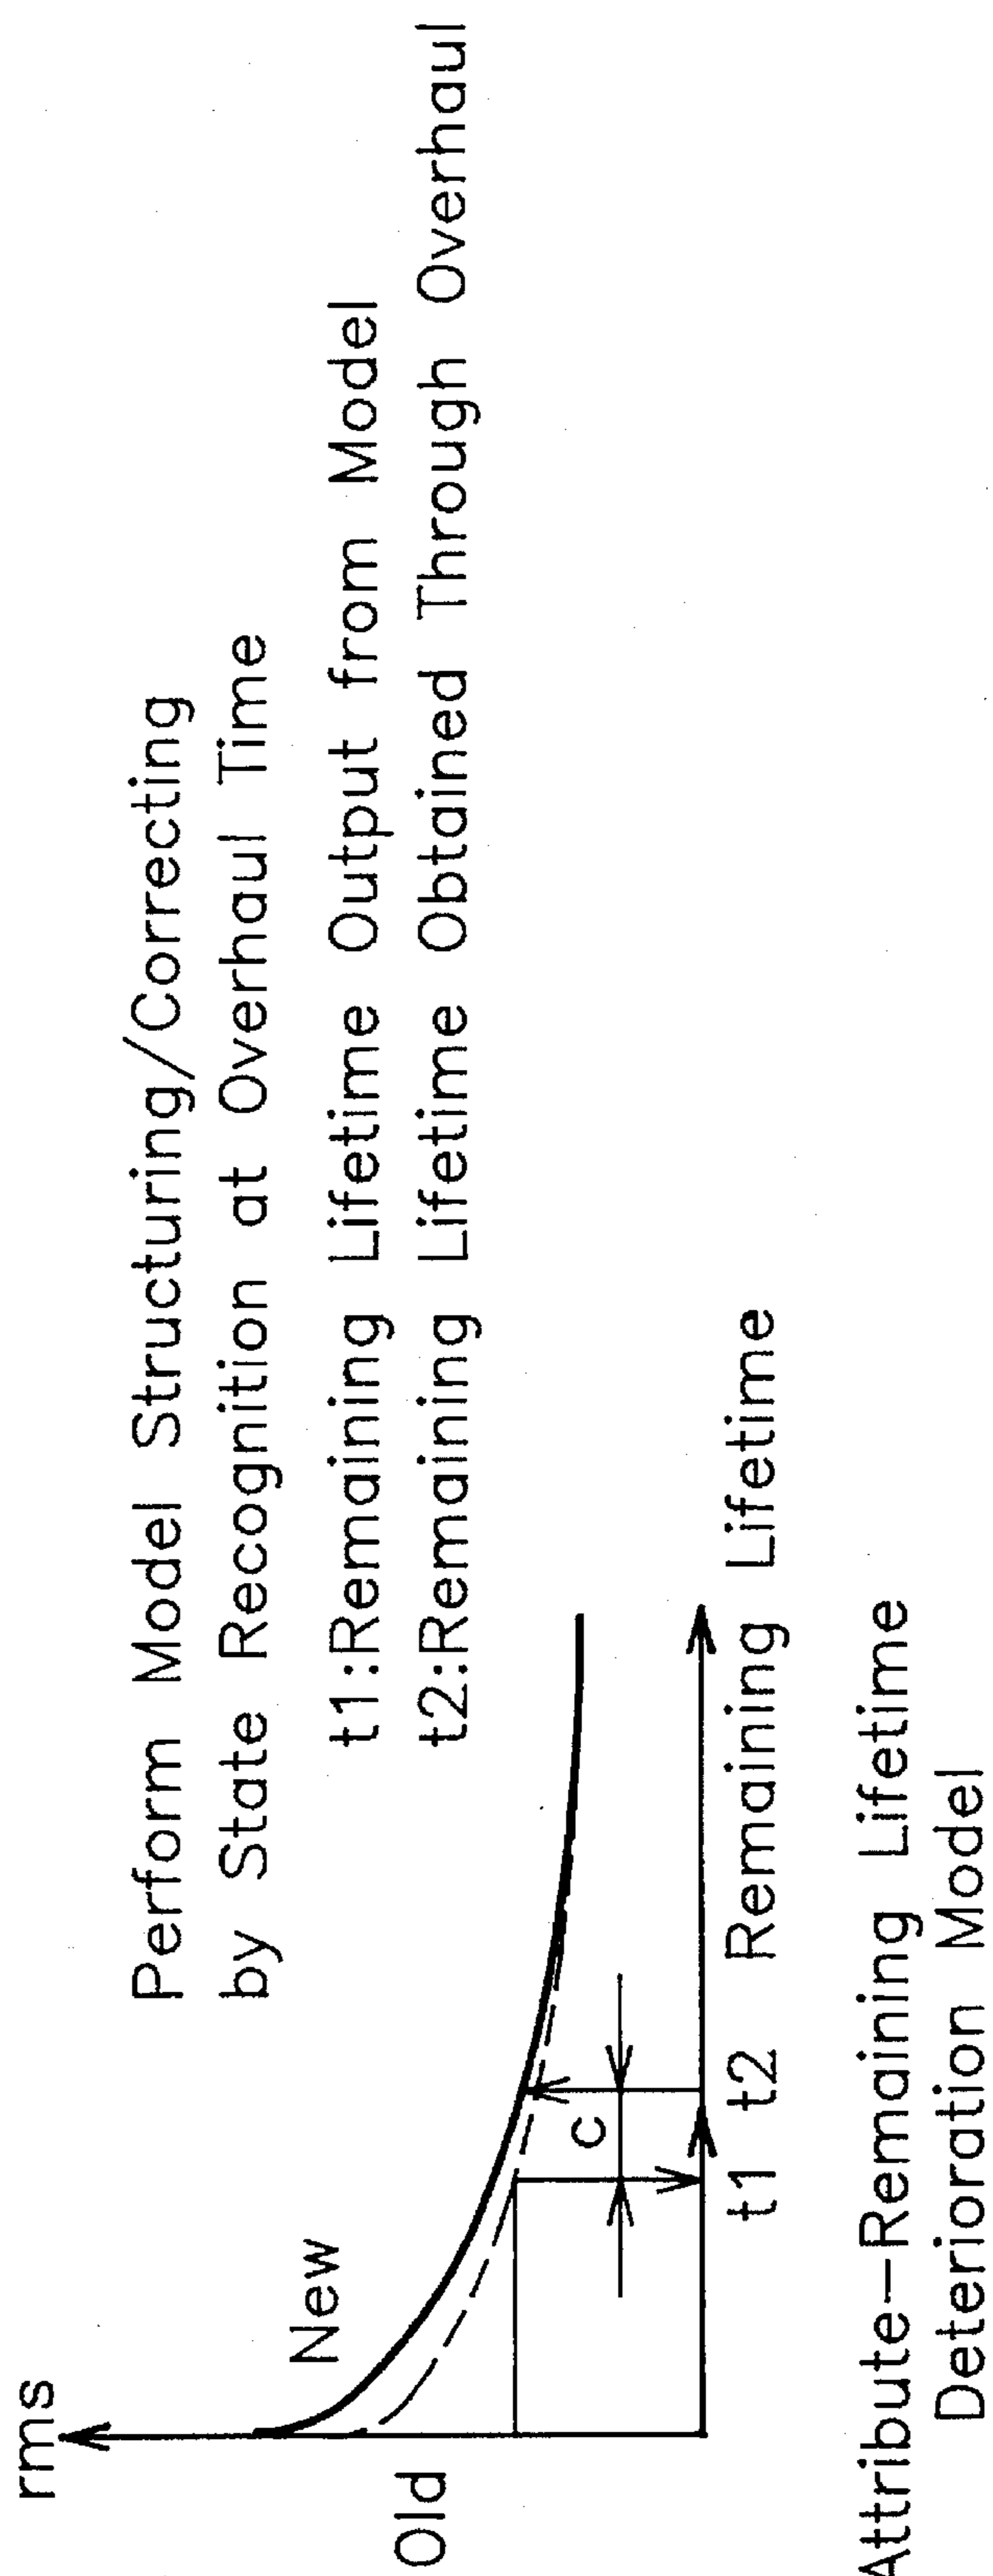 rms
Perform Model Structuring/Correcting
by State Recognition at Overhaul Time
New
t1:Remaining Lifetime Output from Model
Old
t2:Remaining Lifetime Obtained Through Overhaul
c
t1 t2 Remaining Lifetime
Attribute-Remaining Lifetime
Deterioration Model